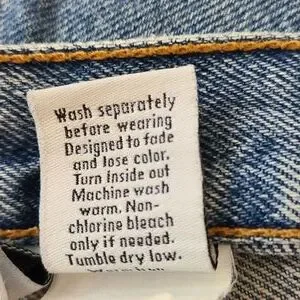 Wash separately
before wearing
Designed to fade
and lose color.
Turn inside out
Machine wash
warm. Non-
chlorine bleach
only if needed.
Tumble dry low.